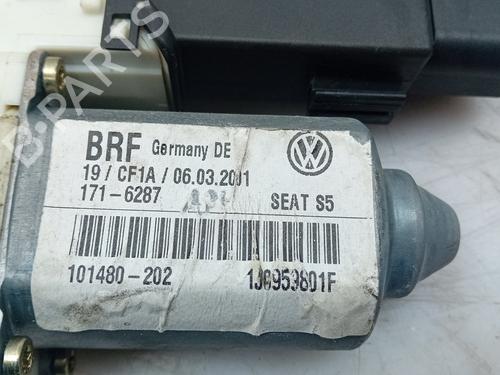 BRF Germany DE
19 / CF1A / 06.03.2001
171-6287 SEAT S5
101480-202 1J0959801F
B-PARTS